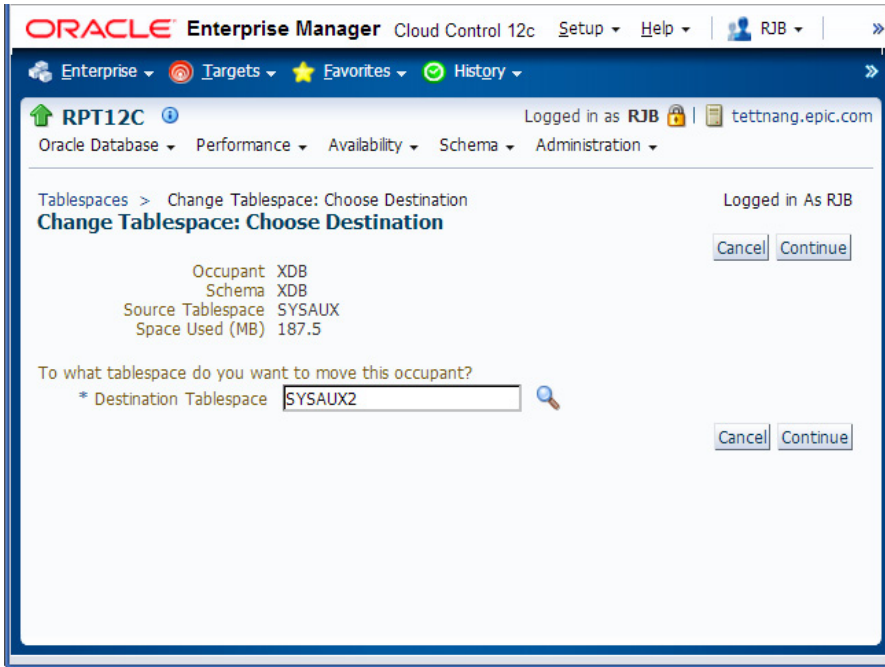 ORACLE Enterprise Manager Cloud Control 12c Setup Help RJB »
Enterprise Targets Favorites History »
RPT12C Logged in as RJB tettnang.epic.com
Oracle Database Performance Availability Schema Administration
Tablespaces > Change Tablespace: Choose Destination Logged in As RJB
Change Tablespace: Choose Destination
Cancel Continue
Occupant XDB
Schema XDB
Source Tablespace SYSAUX
Space Used (MB) 187.5
To what tablespace do you want to move this occupant?
* Destination Tablespace SYSAUX2
Cancel Continue